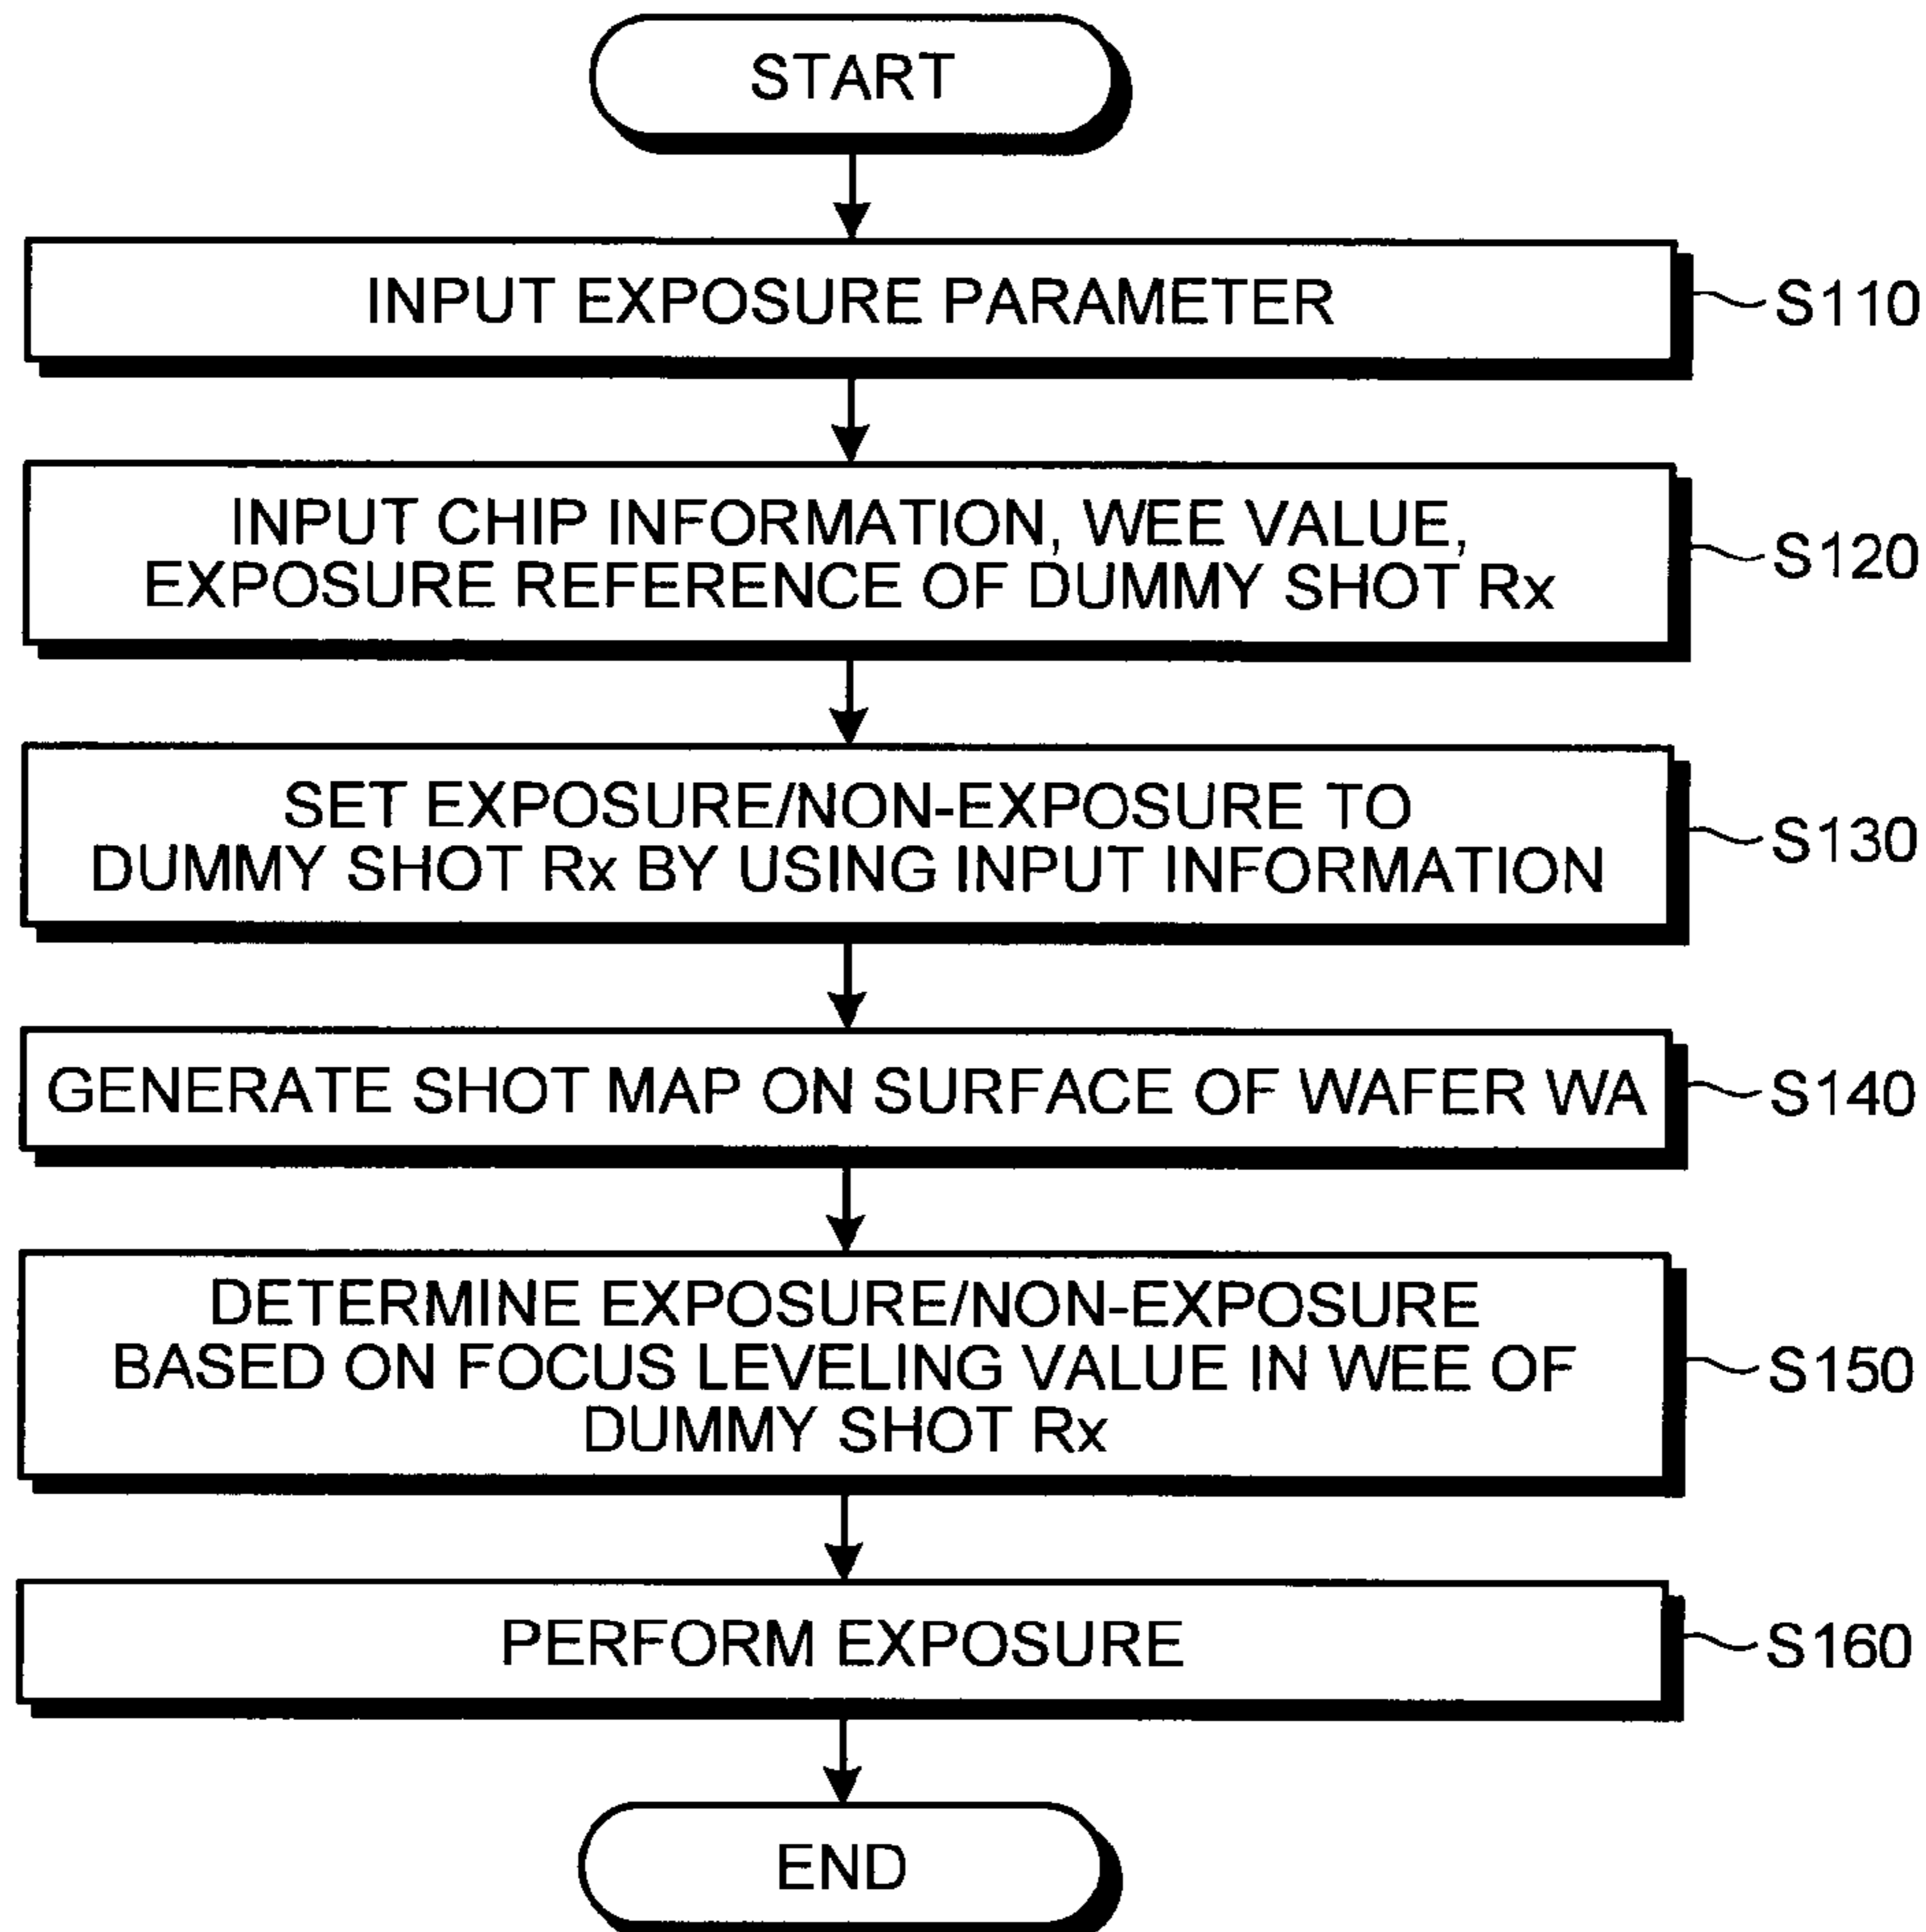 START
INPUT EXPOSURE PARAMETER
S110
INPUT CHIP INFORMATION, WEE VALUE,
EXPOSURE REFERENCE OF DUMMY SHOT Rx
S120
SET EXPOSURE/NON-EXPOSURE TO
DUMMY SHOT Rx BY USING INPUT INFORMATION
S130
GENERATE SHOT MAP ON SURFACE OF WAFER WA
S140
DETERMINE EXPOSURE/NON-EXPOSURE
BASED ON FOCUS LEVELING VALUE IN WEE OF
DUMMY SHOT Rx
S150
PERFORM EXPOSURE
S160
END